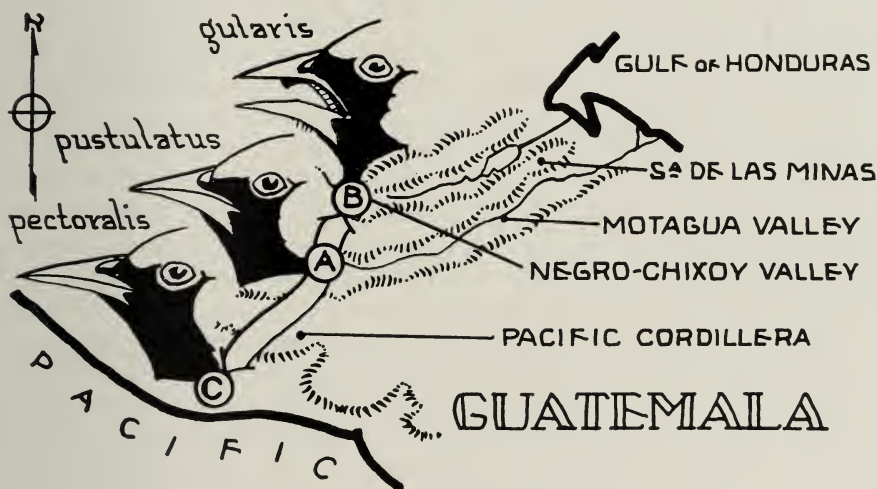 N
gularis
GULF OF HONDURAS
pustulatus
Sª DE LAS MINAS
pectoralis
B
MOTAGUA VALLEY
A
NEGRO-CHIXOY VALLEY
PACIFIC CORDILLERA
C
GUATEMALA
PACIFIC